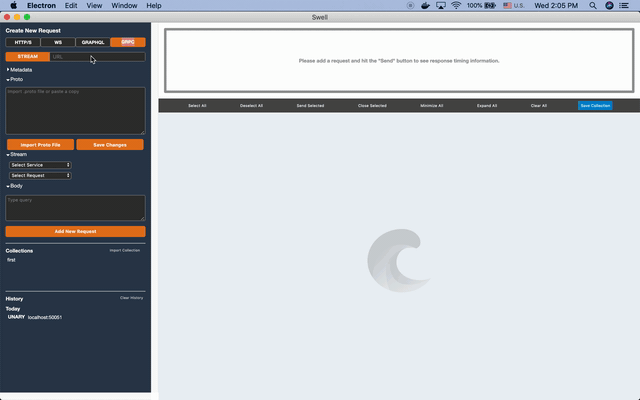 Electron Edit View Window Help
100% U.S. Wed 2:05 PM
Swell
Create New Request
HTTP/S WS GRAPHQL GRPC
STREAM URL
Metadata
Proto
Import .proto file or paste a copy
Import Proto File Save Changes
Stream
Select Service
Select Request
Body
Type query
Add New Request
Collections Import Collection
first
History Clear History
Today
UNARY localhost:50051
Please add a request and hit the "Send" button to see response timing information.
Select All Deselect All Send Selected Close Selected Minimize All Expand All Clear All Save Collection